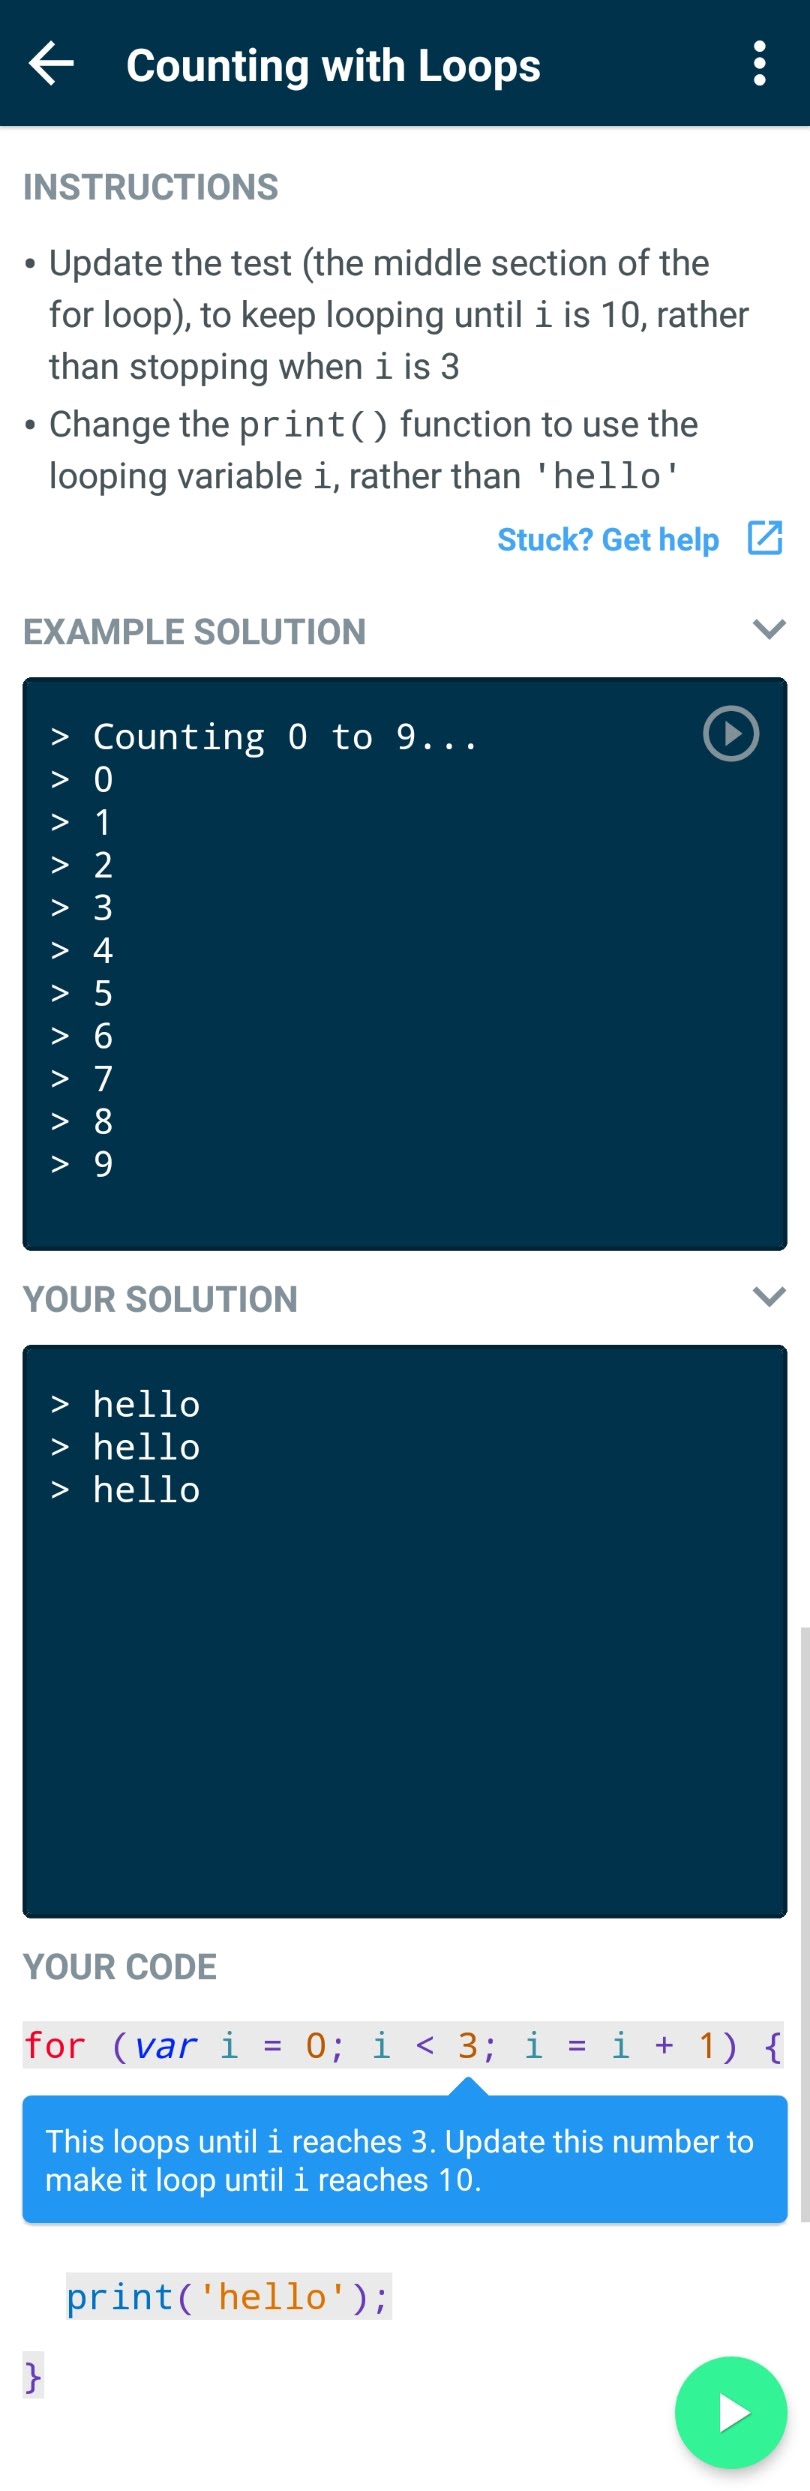 Counting with Loops
INSTRUCTIONS
• Update the test (the middle section of the
for loop), to keep looping until i is 10, rather
than stopping when i is 3
• Change the print() function to use the
looping variable i, rather than 'hello'
Stuck? Get help
EXAMPLE SOLUTION
> Counting 0 to 9...
> 0
> 1
> 2
> 3
> 4
> 5
> 6
> 7
> 8
> 9
YOUR SOLUTION
> hello
> hello
> hello
YOUR CODE
for (var i = 0; i < 3; i = i + 1) {
This loops until i reaches 3. Update this number to
make it loop until i reaches 10.
print('hello');
}